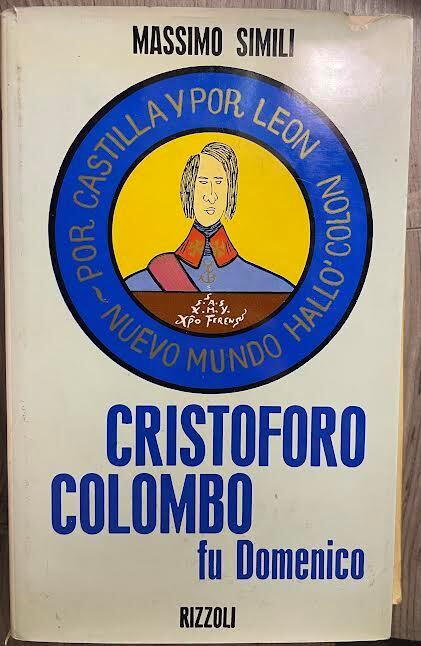 MASSIMO SIMILI
POR CASTILLA Y POR LEON
~ NUEVO MUNDO HALLO' COLON
S
S. A. S
X. M. Y.
Xpo FERENS
CRISTOFORO
COLOMBO
fu Domenico
RIZZOLI